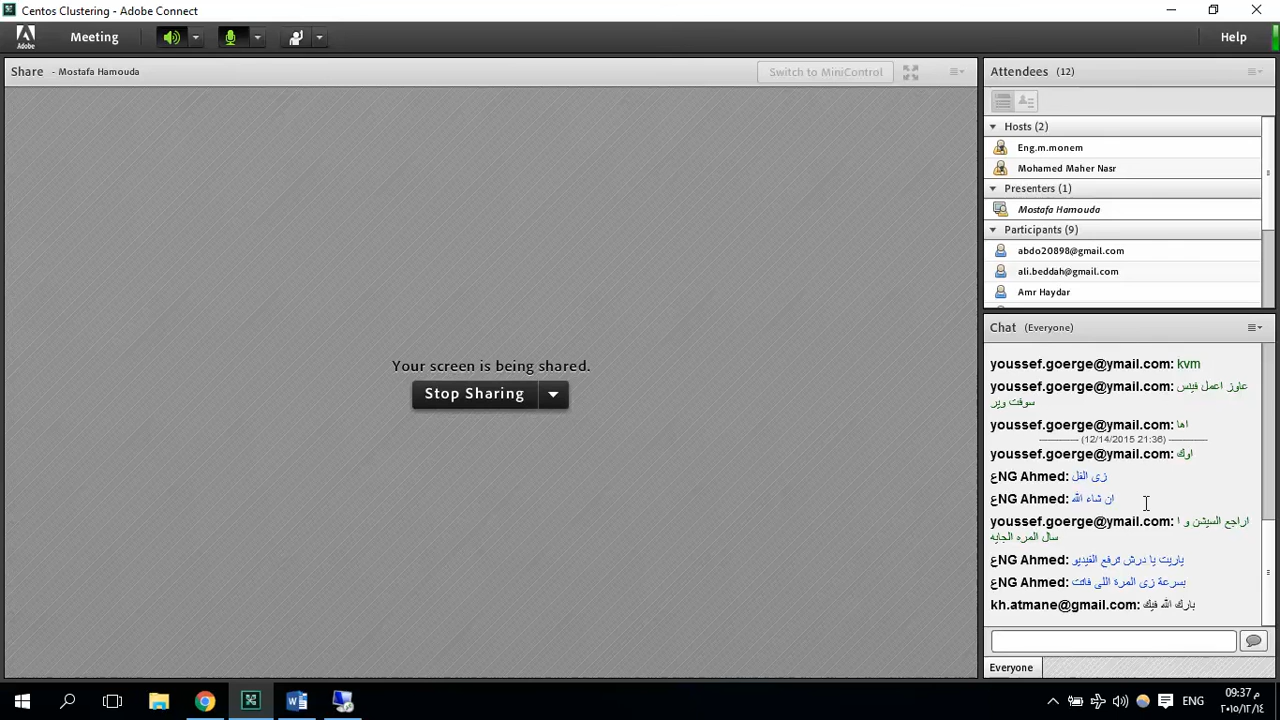 Centos Clustering - Adobe Connect
Adobe
Meeting
Help
Share - Mostafa Hamouda
Switch to MiniControl
Your screen is being shared.
Stop Sharing
Attendees (12)
Hosts (2)
Eng.m.monem
Mohamed Maher Nasr
Presenters (1)
Mostafa Hamouda
Participants (9)
abdo20898@gmail.com
ali.beddah@gmail.com
Amr Haydar
Chat (Everyone)
youssef.goerge@ymail.com: kvm
youssef.goerge@ymail.com: عاوز اعمل فينس
سوفت وير
youssef.goerge@ymail.com: اها
------------- (12/14/2015 21:36) -------------
youssef.goerge@ymail.com: اوك
عNG Ahmed: زى الفل
عNG Ahmed: ان شاء الله
youssef.goerge@ymail.com: اراجع السيشن و ا
سال المره الجايه
عNG Ahmed: ياريت يا درش ترفع الفيديو
عNG Ahmed: بسرعة زى المرة اللى فاتت
kh.atmane@gmail.com: بارك الله فيك
Everyone
ENG
09:37 م
٢٠١٥/١٢/١٤